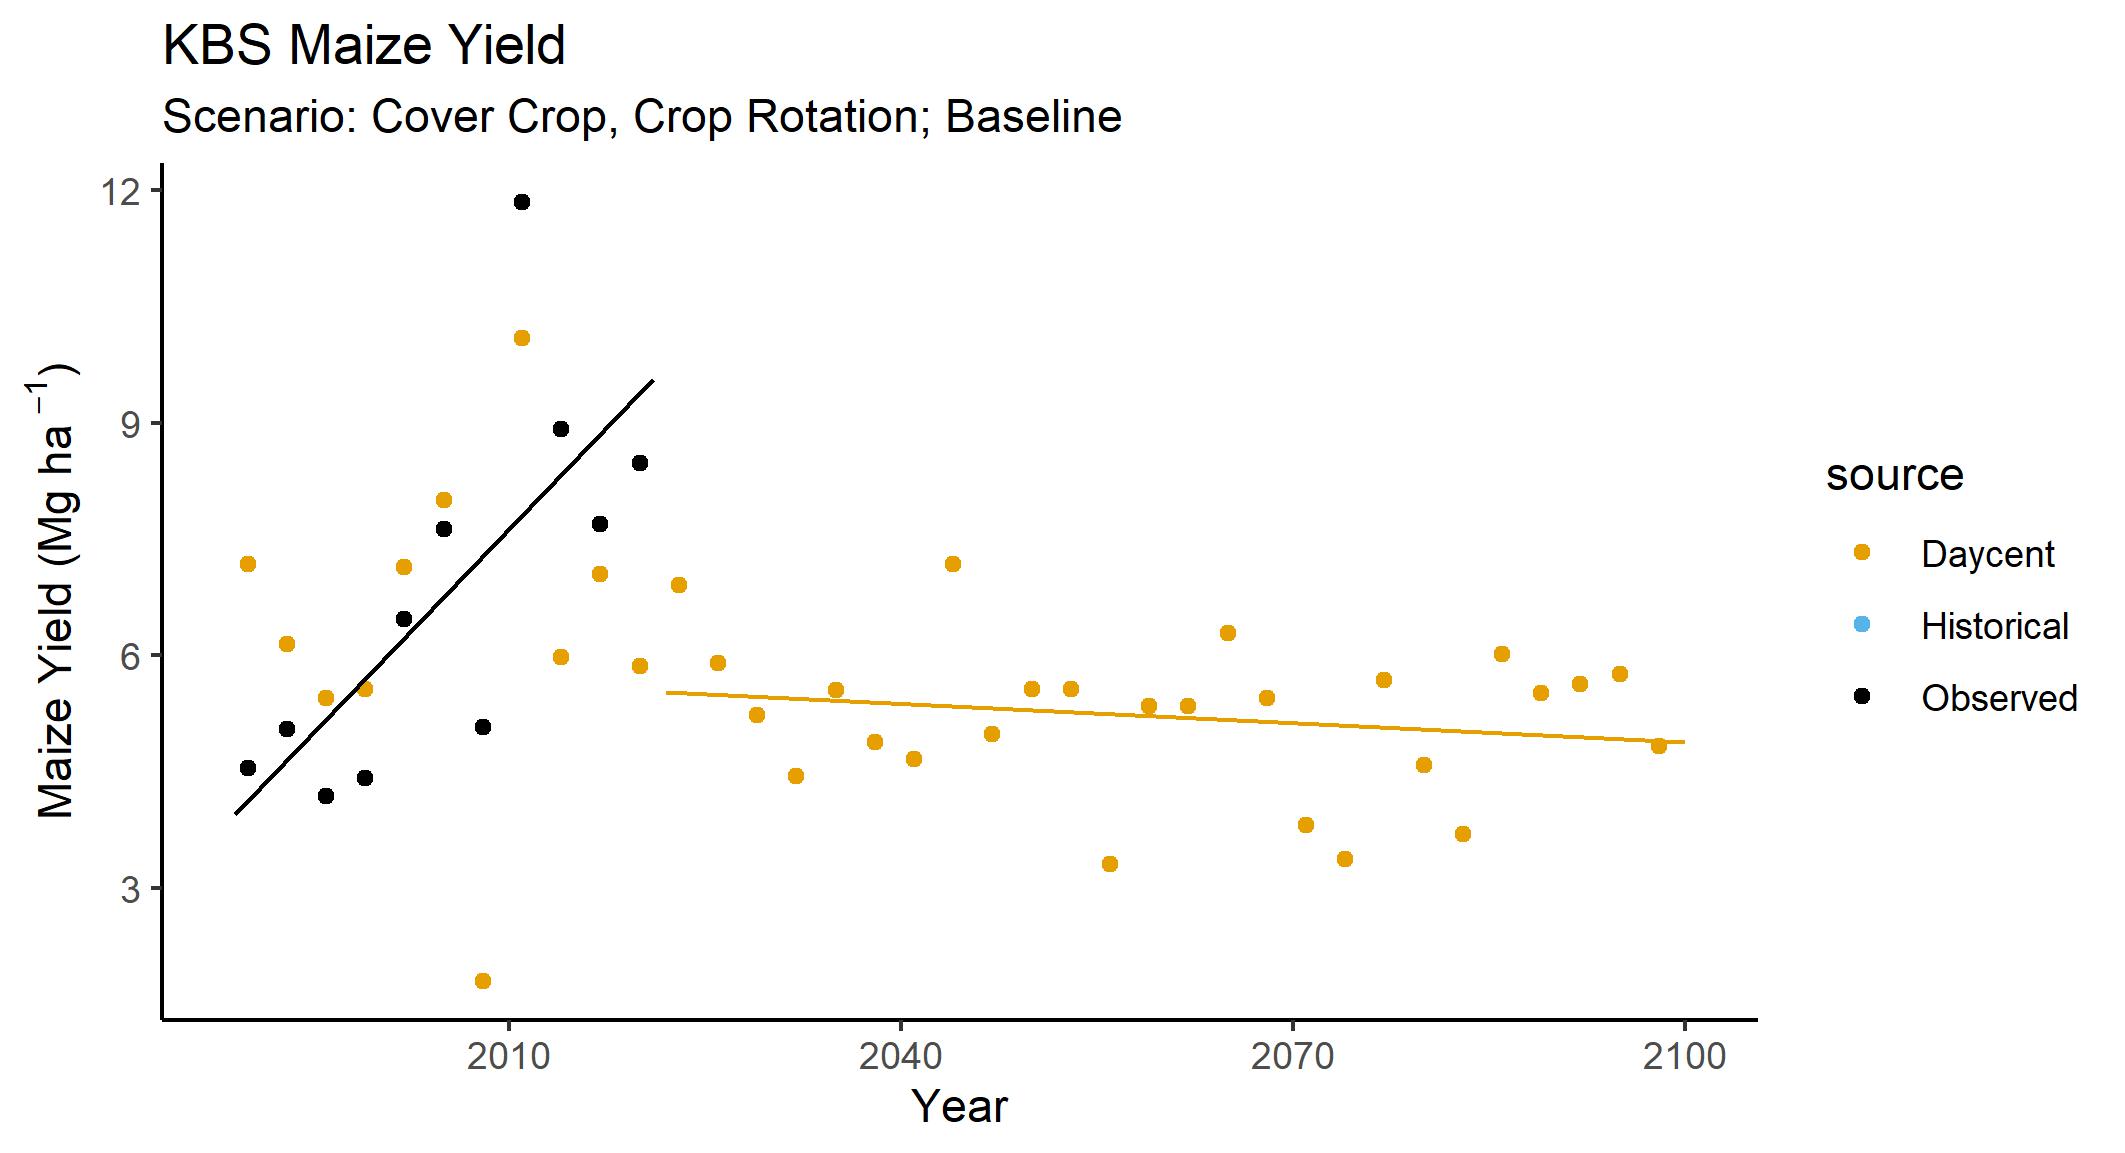 KBS Maize Yield
Scenario: Cover Crop, Crop Rotation; Baseline
Maize Yield (Mg ha −1)
12
9
6
3
2010
2040
2070
2100
Year
source
Daycent
Historical
Observed